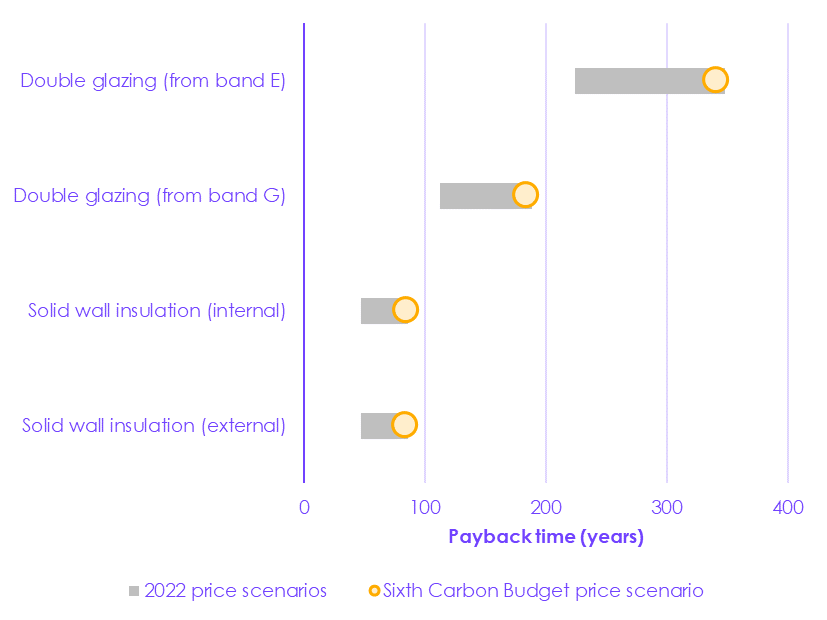 Double glazing (from band E)
Double glazing (from band G)
Solid wall insulation (internal)
Solid wall insulation (external)
0 100 200 300 400
Payback time (years)
2022 price scenarios Sixth Carbon Budget price scenario